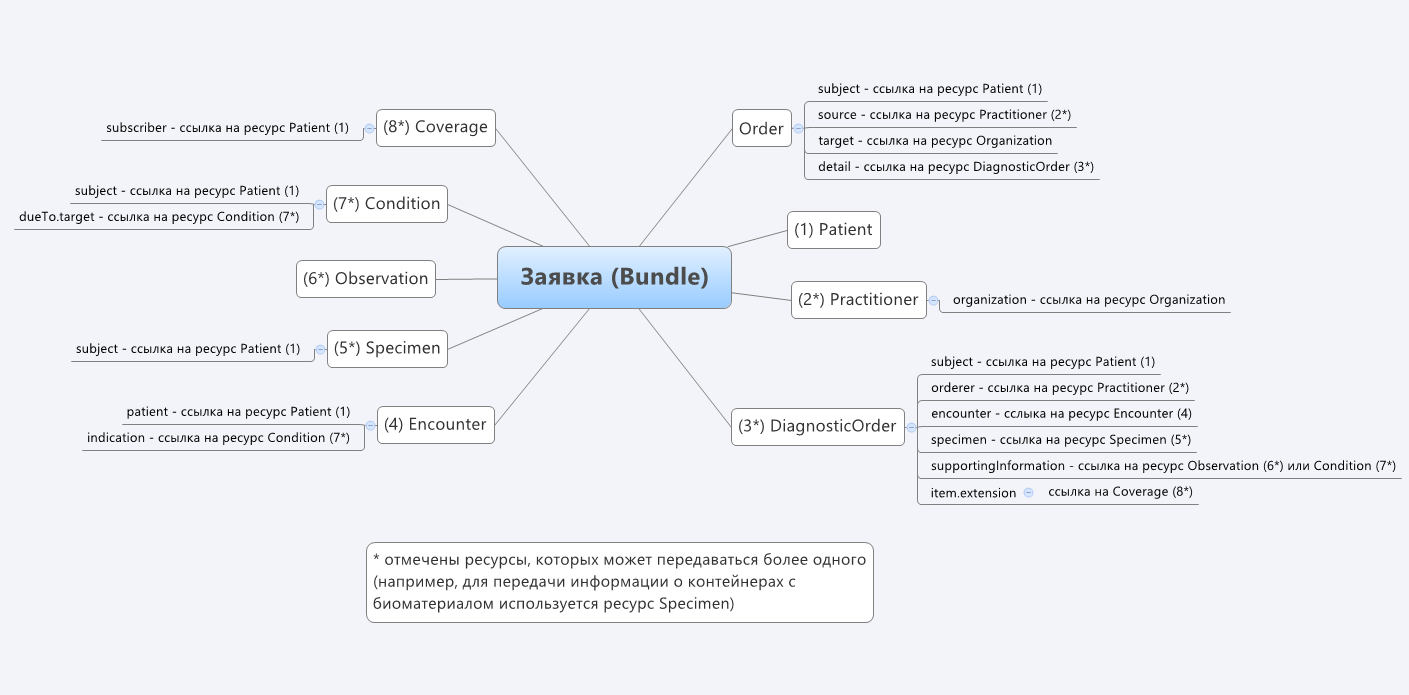 Заявка (Bundle)
Order
subject - ссылка на ресурс Patient (1)
source - ссылка на ресурс Practitioner (2*)
target - ссылка на ресурс Organization
detail - ссылка на ресурс DiagnosticOrder (3*)
(1) Patient
(2*) Practitioner
organization - ссылка на ресурс Organization
(3*) DiagnosticOrder
subject - ссылка на ресурс Patient (1)
orderer - ссылка на ресурс Practitioner (2*)
encounter - сслыка на ресурс Encounter (4)
specimen - ссылка на ресурс Specimen (5*)
supportingInformation - ссылка на ресурс Observation (6*) или Condition (7*)
item.extension
ссылка на Coverage (8*)
(4) Encounter
patient - ссылка на ресурс Patient (1)
indication - ссылка на ресурс Condition (7*)
(5*) Specimen
subject - ссылка на ресурс Patient (1)
(6*) Observation
(7*) Condition
subject - ссылка на ресурс Patient (1)
dueTo.target - ссылка на ресурс Condition (7*)
(8*) Coverage
subscriber - ссылка на ресурс Patient (1)
* отмечены ресурсы, которых может передаваться более одного
(например, для передачи информации о контейнерах с
биоматериалом используется ресурс Specimen)